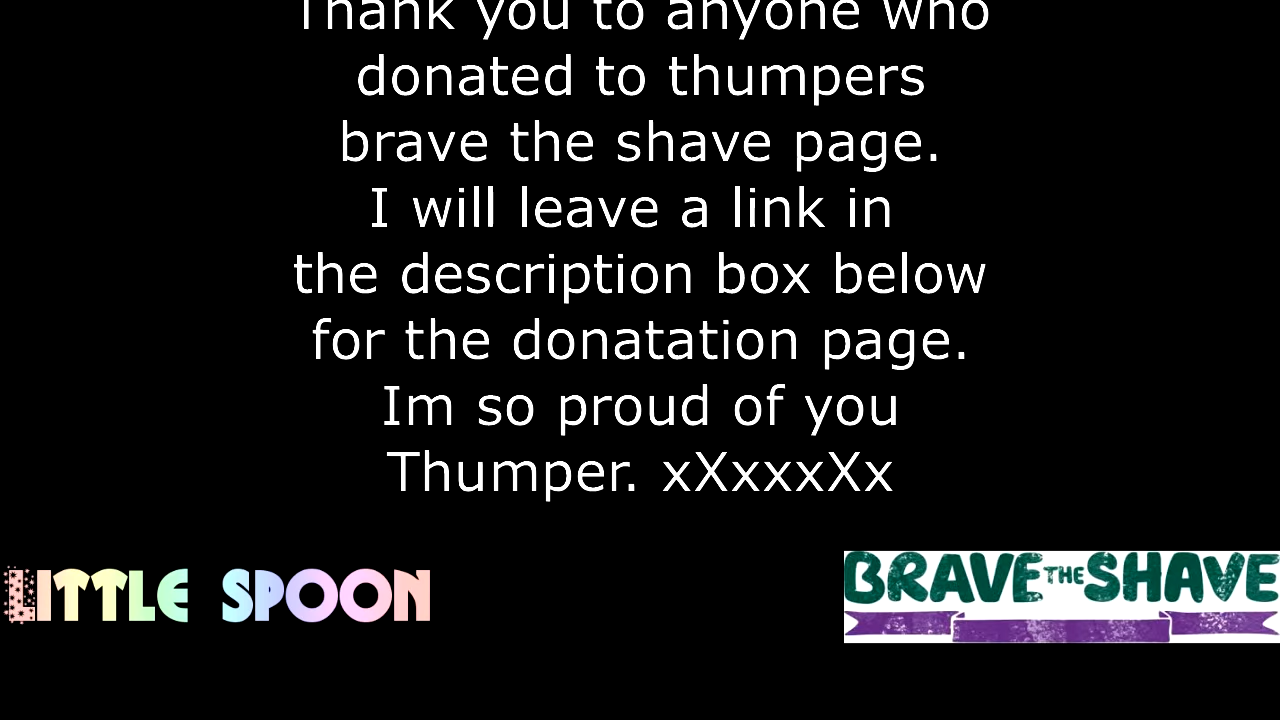 Thank you to anyone who
donated to thumpers
brave the shave page.
I will leave a link in
the description box below
for the donatation page.
Im so proud of you
Thumper. xXxxxXx
LITTLE SPOON
BRAVE THE SHAVE